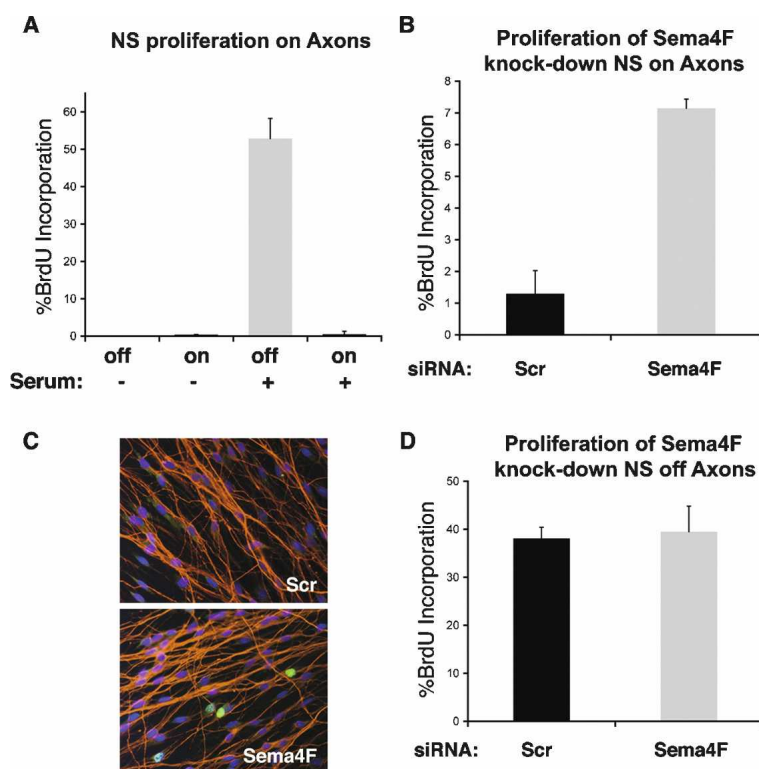 A
NS proliferation on Axons
%BrdU Incorporation
60
50
40
30
20
10
0
off on off on
Serum: - - + +
B
Proliferation of Sema4F
knock-down NS on Axons
%BrdU Incorporation
8
7
6
5
4
3
2
1
0
siRNA: Scr Sema4F
C
Scr
Sema4F
D
Proliferation of Sema4F
knock-down NS off Axons
%BrdU Incorporation
50
40
30
20
10
0
siRNA: Scr Sema4F